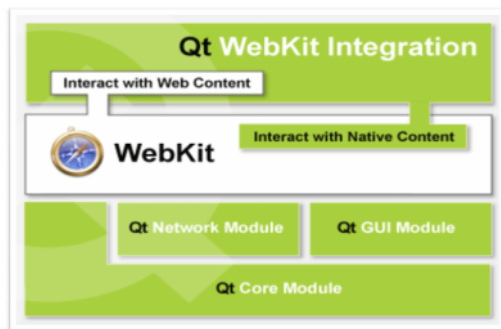 Qt WebKit Integration
Interact with Web Content
Interact with Native Content
WebKit
Qt Network Module
Qt GUI Module
Qt Core Module